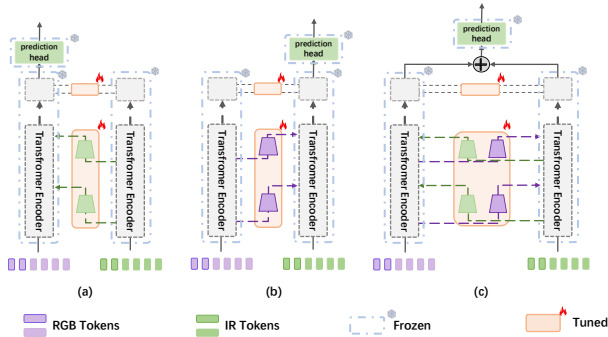 prediction
head
prediction
head
prediction
head
Transfromer Encoder
Transfromer Encoder
Transfromer Encoder
Transfromer Encoder
Transfromer Encoder
Transfromer Encoder
(a)
(b)
(c)
RGB Tokens
IR Tokens
Frozen
Tuned